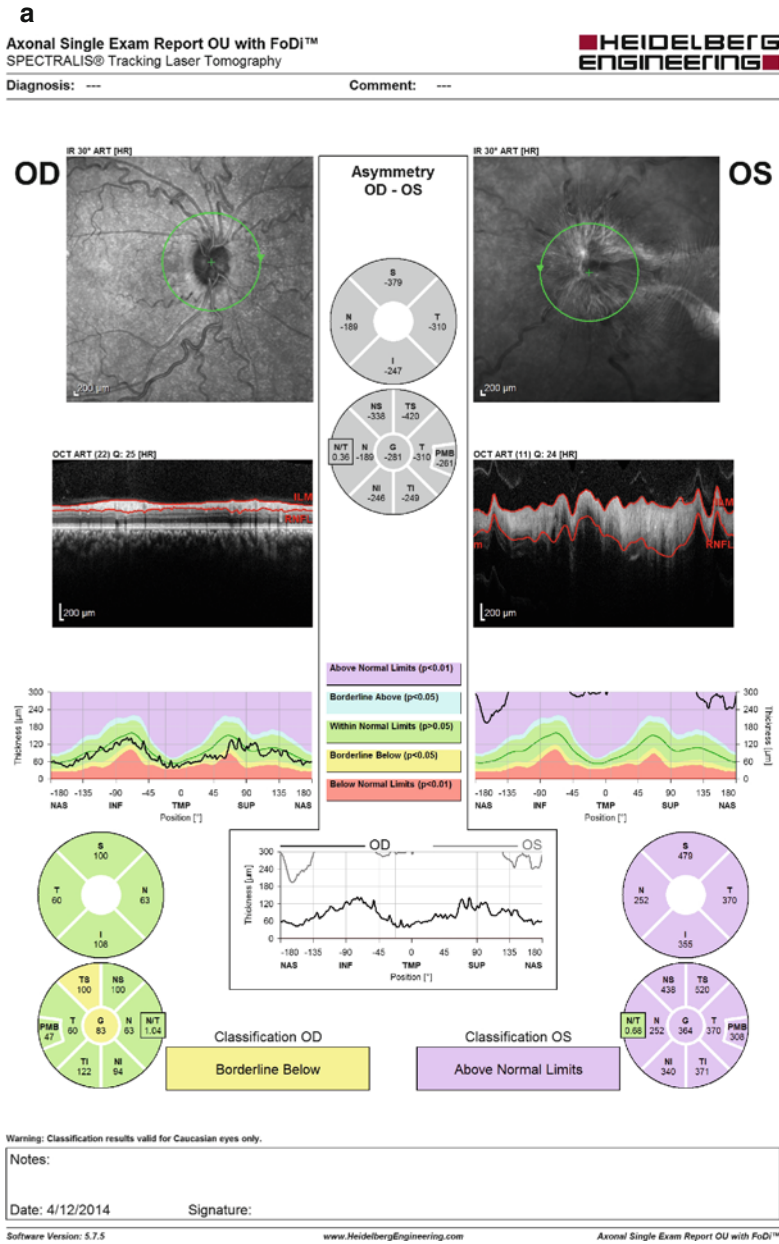 a
Axonal Single Exam Report OU with FoDi™
SPECTRALIS® Tracking Laser Tomography
HEIDELBERG
ENGINEERING
Diagnosis: ---
Comment: ---
IR 30° ART [HR]
OD
200 µm
Asymmetry
OD - OS
S
-379
N
-189
T
-310
I
-247
NS
-338
TS
-420
N/T
0.36
N
-189
G
-281
T
-310
PMB
-261
NI
-246
TI
-249
IR 30° ART [HR]
OS
200 µm
OCT ART (22) Q: 25 [HR]
ILM
RNFL
200 µm
OCT ART (11) Q: 24 [HR]
ILM
RNFL
200 µm
Above Normal Limits (p<0.01)
Borderline Above (p<0.05)
Within Normal Limits (p>0.05)
Borderline Below (p<0.05)
Below Normal Limits (p<0.01)
Thickness [µm]
300
240
180
120
60
0
-180 -135 -90 -45 0 45 90 135 180
NAS INF TMP SUP NAS
Position [°]
300
240
180
120
60
0
Thickness [µm]
-180 -135 -90 -45 0 45 90 135 180
NAS INF TMP SUP NAS
Position [°]
OD
OS
Thickness [µm]
300
240
180
120
60
0
-180 -135 -90 -45 0 45 90 135 180
NAS INF TMP SUP NAS
Position [°]
S
100
T
60
N
63
I
108
TS
100
NS
100
PMB
47
T
60
G
83
N
63
N/T
1.04
TI
122
NI
94
Classification OD
Borderline Below
S
479
N
252
T
370
I
355
NS
438
TS
520
N/T
0.68
N
252
G
364
T
370
PMB
308
NI
340
TI
371
Classification OS
Above Normal Limits
Warning: Classification results valid for Caucasian eyes only.
Notes:
Date: 4/12/2014
Signature:
Software Version: 5.7.5
www.HeidelbergEngineering.com
Axonal Single Exam Report OU with FoDi™